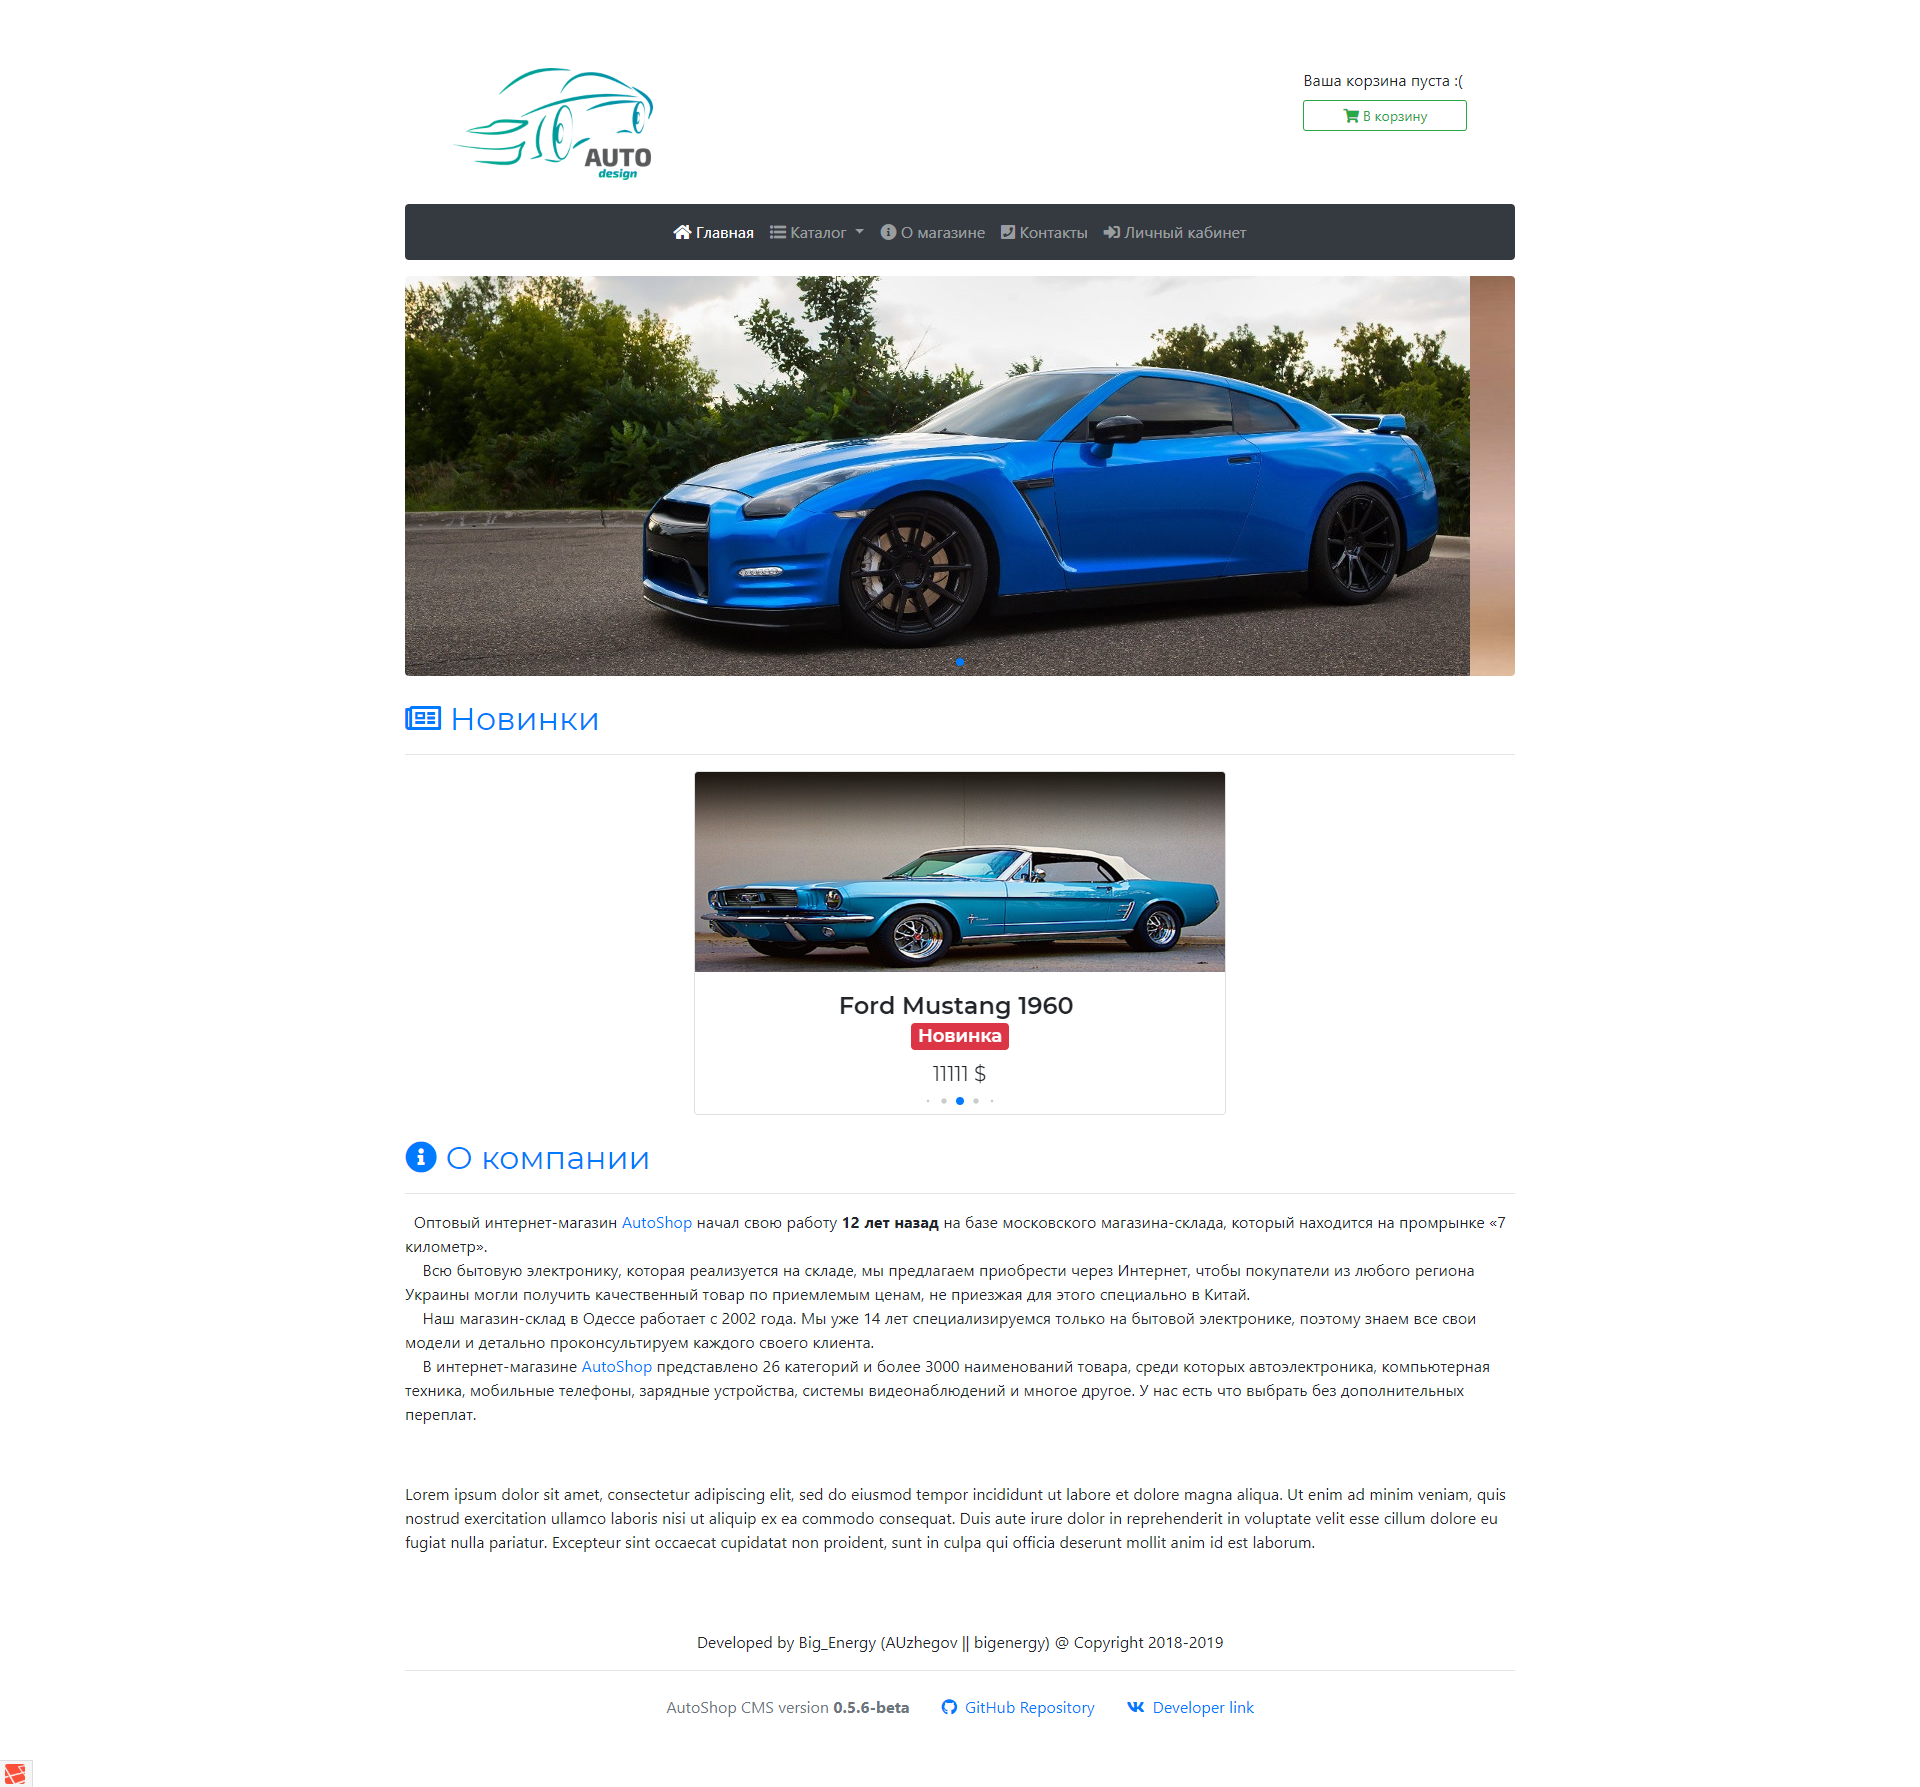 AUTO
design
Ваша корзина пуста :(
В корзину
Главная Каталог О магазине Контакты Личный кабинет
Новинки
Ford Mustang 1960
Новинка
11111 $
О компании
Оптовый интернет-магазин AutoShop начал свою работу 12 лет назад на базе московского магазина-склада, который находится на промрынке «7
километр».
Всю бытовую электронику, которая реализуется на складе, мы предлагаем приобрести через Интернет, чтобы покупатели из любого региона
Украины могли получить качественный товар по приемлемым ценам, не приезжая для этого специально в Китай.
Наш магазин-склад в Одессе работает с 2002 года. Мы уже 14 лет специализируемся только на бытовой электронике, поэтому знаем все свои
модели и детально проконсультируем каждого своего клиента.
В интернет-магазине AutoShop представлено 26 категорий и более 3000 наименований товара, среди которых автоэлектроника, компьютерная
техника, мобильные телефоны, зарядные устройства, системы видеонаблюдений и многое другое. У нас есть что выбрать без дополнительных
переплат.
Lorem ipsum dolor sit amet, consectetur adipiscing elit, sed do eiusmod tempor incididunt ut labore et dolore magna aliqua. Ut enim ad minim veniam, quis
nostrud exercitation ullamco laboris nisi ut aliquip ex ea commodo consequat. Duis aute irure dolor in reprehenderit in voluptate velit esse cillum dolore eu
fugiat nulla pariatur. Excepteur sint occaecat cupidatat non proident, sunt in culpa qui officia deserunt mollit anim id est laborum.
Developed by Big_Energy (AUzhegov || bigenergy) @ Copyright 2018-2019
AutoShop CMS version 0.5.6-beta GitHub Repository Developer link